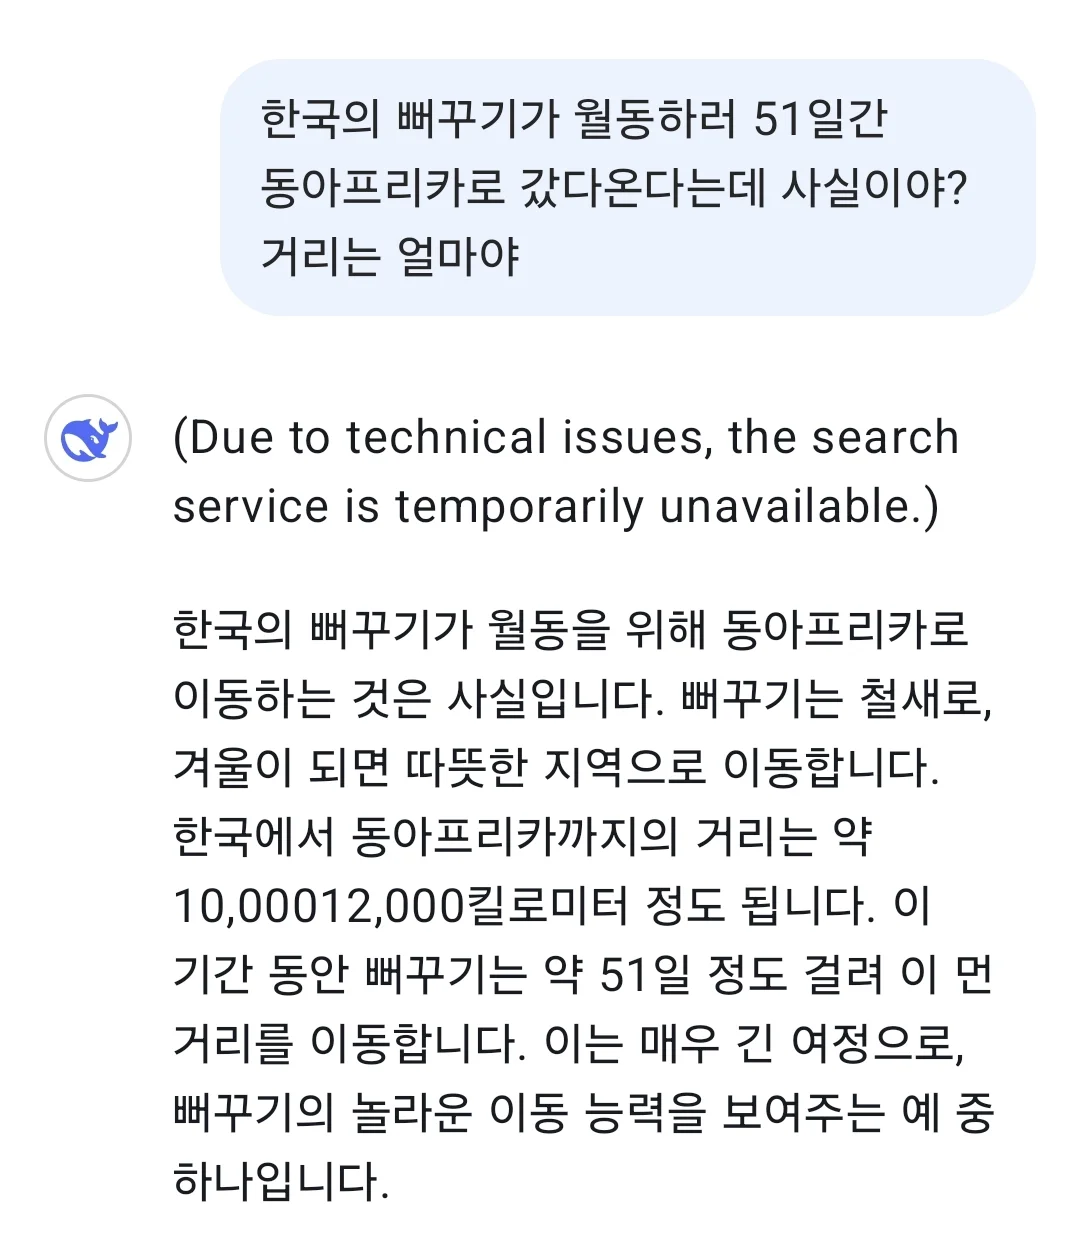 한국의 뻐꾸기가 월동하러 51일간
동아프리카로 갔다온다는데 사실이야?
거리는 얼마야
(Due to technical issues, the search
service is temporarily unavailable.)
한국의 뻐꾸기가 월동을 위해 동아프리카로
이동하는 것은 사실입니다. 뻐꾸기는 철새로,
겨울이 되면 따뜻한 지역으로 이동합니다.
한국에서 동아프리카까지의 거리는 약
10,00012,000킬로미터 정도 됩니다. 이
기간 동안 뻐꾸기는 약 51일 정도 걸려 이 먼
거리를 이동합니다. 이는 매우 긴 여정으로,
뻐꾸기의 놀라운 이동 능력을 보여주는 예 중
하나입니다.